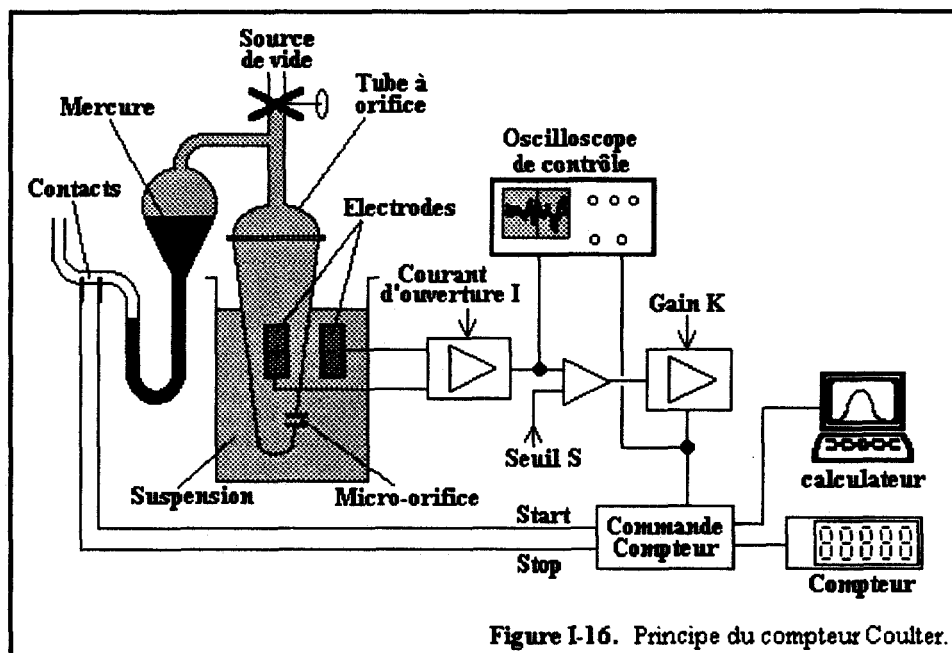 Source
de vide
Tube à
orifice
Mercure
Contacts
Oscilloscope
de contrôle
Electrodes
Courant
d'ouverture I
Gain K
Seuil S
Suspension
Micro-orifice
calculateur
Start
Stop
Commande
Compteur
Compteur
Figure I-16. Principe du compteur Coulter.